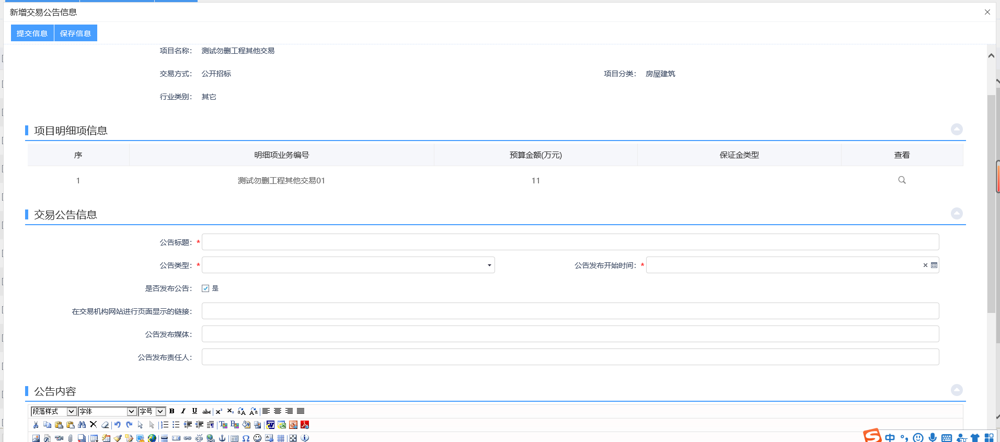 新增交易公告信息
提交信息 保存信息
项目名称： 测试勿删工程其他交易
交易方式： 公开招标 项目分类： 房屋建筑
行业类别： 其它
项目明细项信息
序 明细项业务编号 预算金额(万元) 保证金类型 查看
1 测试勿删工程其他交易01 11
交易公告信息
公告标题：*
公告类型：* 公告发布开始时间：*
是否发布公告： 是
在交易机构网站进行页面显示的链接：
公告发布媒体：
公告发布责任人：
公告内容
段落样式 字体 字号 B I U abc
中